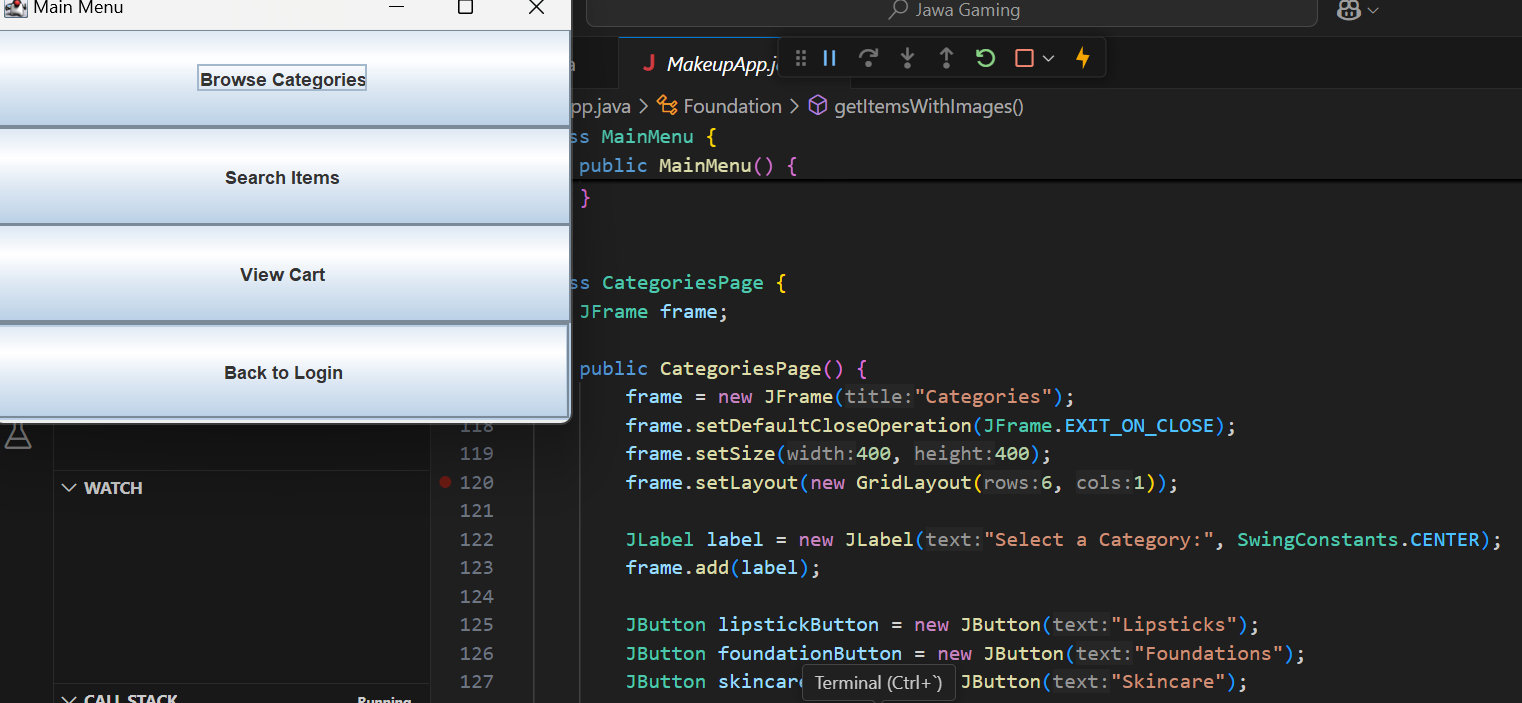 Main Menu
Jawa Gaming
Browse Categories
Search Items
View Cart
Back to Login
MakeupApp.j
pp.java > Foundation > getItemsWithImages()
ss MainMenu {
public MainMenu() {
}
ss CategoriesPage {
JFrame frame;
public CategoriesPage() {
frame = new JFrame(title:"Categories");
118 frame.setDefaultCloseOperation(JFrame.EXIT_ON_CLOSE);
119 frame.setSize(width:400, height:400);
120 frame.setLayout(new GridLayout(rows:6, cols:1));
121
122 JLabel label = new JLabel(text:"Select a Category:", SwingConstants.CENTER);
123 frame.add(label);
124
125 JButton lipstickButton = new JButton(text:"Lipsticks");
126 JButton foundationButton = new JButton(text:"Foundations");
127 JButton skincare JButton(text:"Skincare");
Terminal (Ctrl+`)
WATCH
CALL STACK
Running